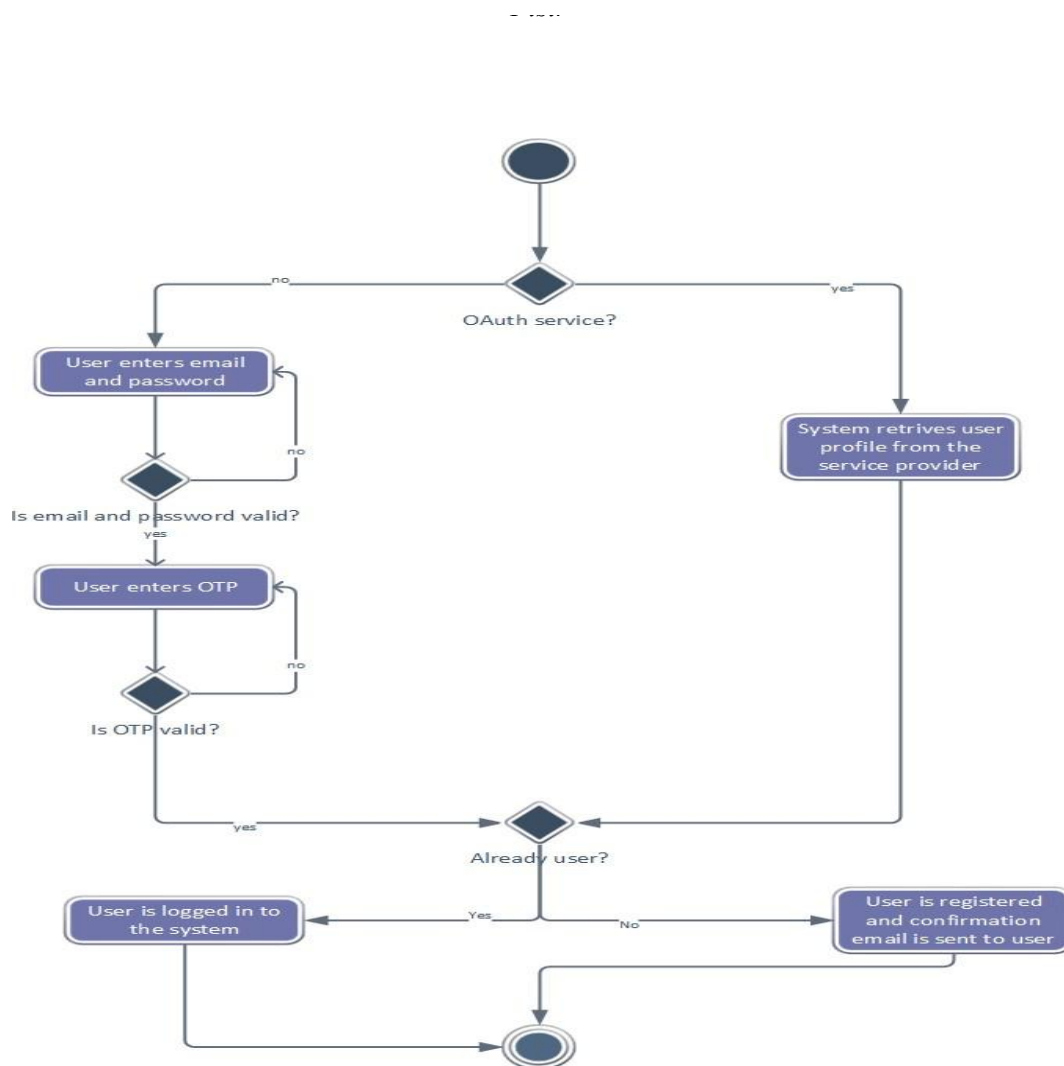 no
yes
OAuth service?
User enters email
and password
System retrives user
profile from the
service provider
no
Is email and password valid?
yes
User enters OTP
no
Is OTP valid?
yes
Already user?
User is logged in to
the system
Yes
No
User is registered
and confirmation
email is sent to user